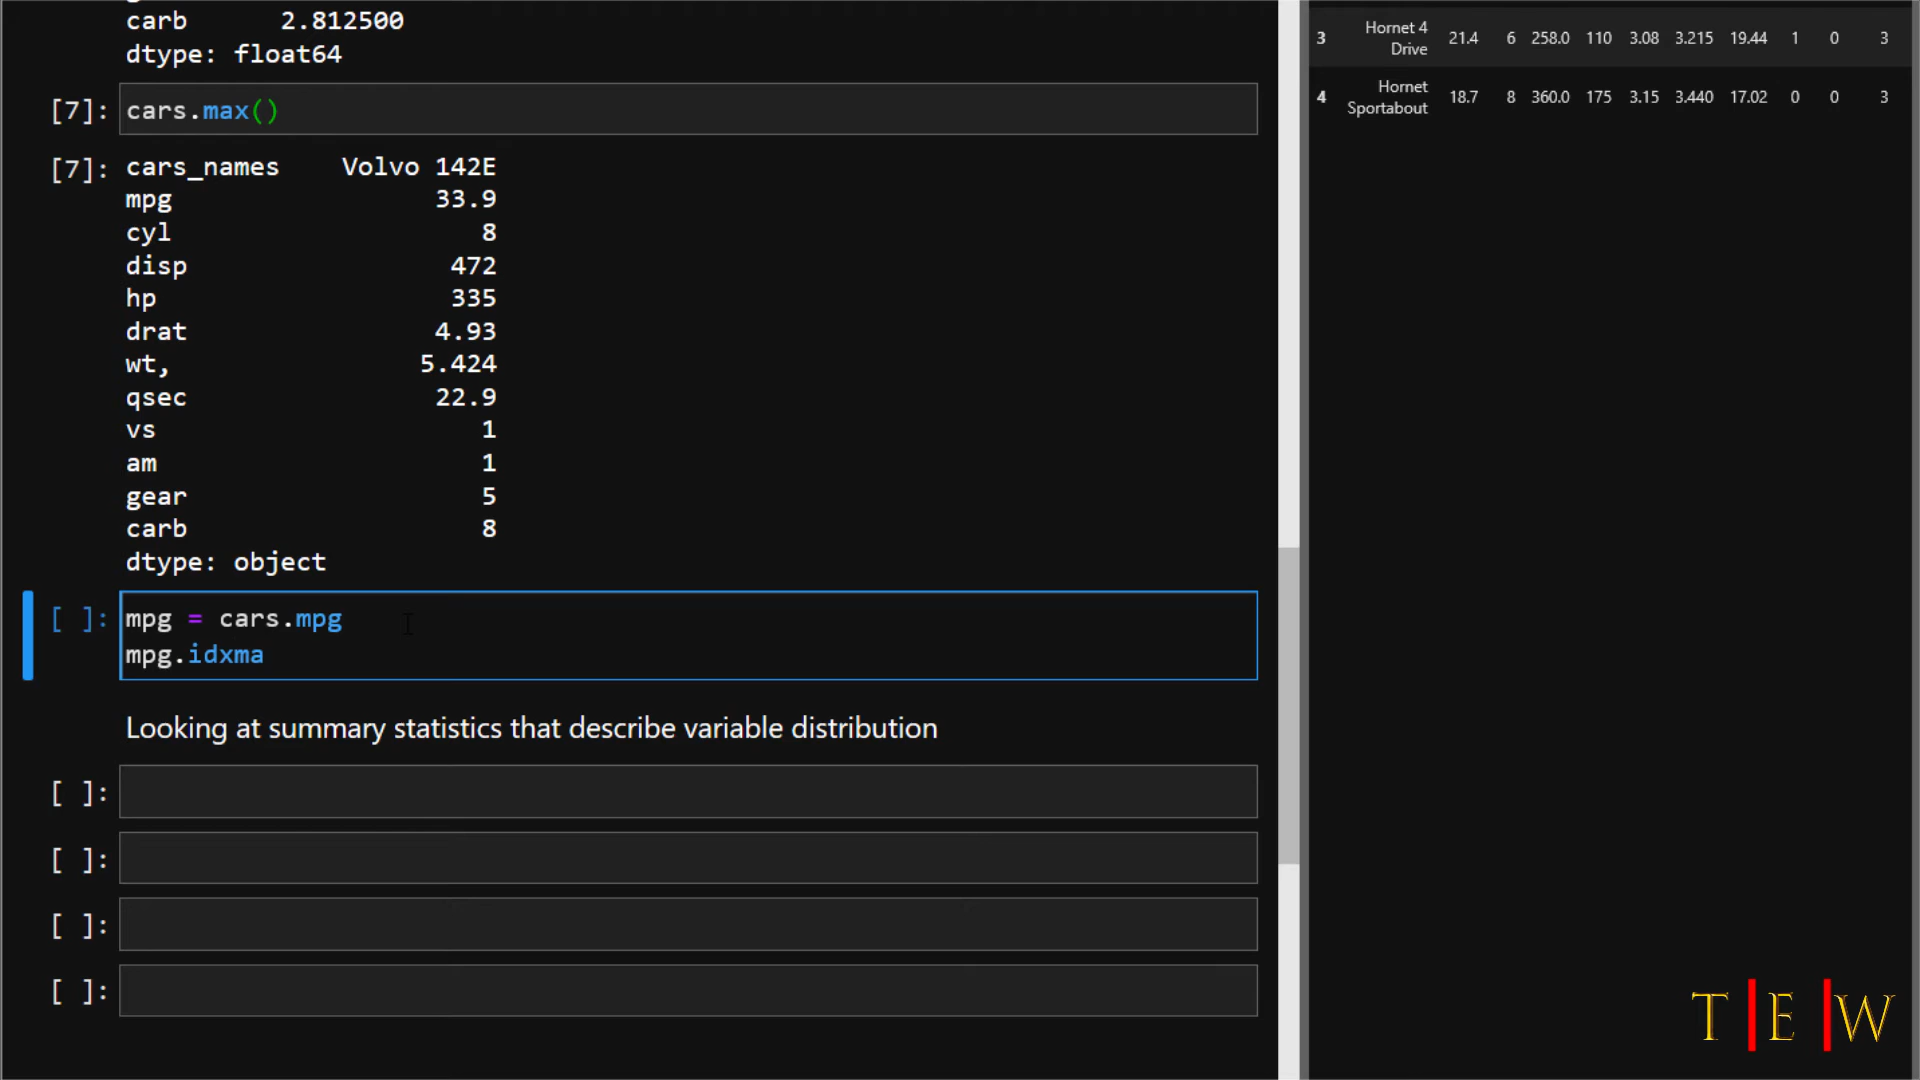 carb 2.812500
dtype: float64
[7]: cars.max()
[7]: cars_names Volvo 142E
mpg 33.9
cyl 8
disp 472
hp 335
drat 4.93
wt, 5.424
qsec 22.9
vs 1
am 1
gear 5
carb 8
dtype: object
[ ]: mpg = cars.mpg
mpg.idxma
Looking at summary statistics that describe variable distribution
[ ]:
[ ]:
[ ]:
[ ]:
3 Hornet 4 Drive 21.4 6 258.0 110 3.08 3.215 19.44 1 0 3
4 Hornet Sportabout 18.7 8 360.0 175 3.15 3.440 17.02 0 0 3
T|E|W